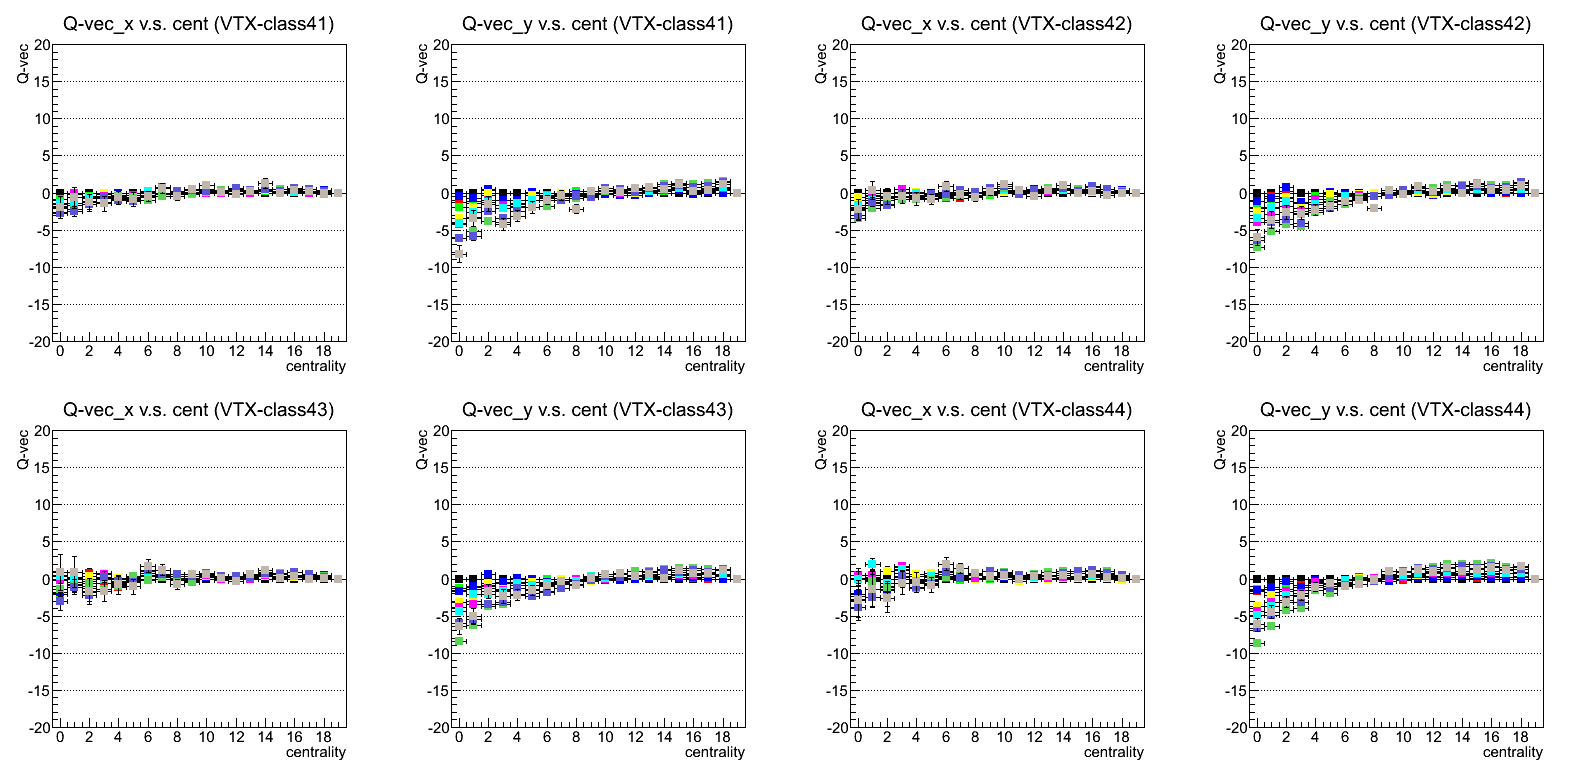 Q-vec_x v.s. cent (VTX-class41)
Q-vec
20
15
10
5
0
-5
-10
-15
-20
0 2 4 6 8 10 12 14 16 18
centrality
Q-vec_y v.s. cent (VTX-class41)
Q-vec
20
15
10
5
0
-5
-10
-15
-20
0 2 4 6 8 10 12 14 16 18
centrality
Q-vec_x v.s. cent (VTX-class42)
Q-vec
20
15
10
5
0
-5
-10
-15
-20
0 2 4 6 8 10 12 14 16 18
centrality
Q-vec_y v.s. cent (VTX-class42)
Q-vec
20
15
10
5
0
-5
-10
-15
-20
0 2 4 6 8 10 12 14 16 18
centrality
Q-vec_x v.s. cent (VTX-class43)
Q-vec
20
15
10
5
0
-5
-10
-15
-20
0 2 4 6 8 10 12 14 16 18
centrality
Q-vec_y v.s. cent (VTX-class43)
Q-vec
20
15
10
5
0
-5
-10
-15
-20
0 2 4 6 8 10 12 14 16 18
centrality
Q-vec_x v.s. cent (VTX-class44)
Q-vec
20
15
10
5
0
-5
-10
-15
-20
0 2 4 6 8 10 12 14 16 18
centrality
Q-vec_y v.s. cent (VTX-class44)
Q-vec
20
15
10
5
0
-5
-10
-15
-20
0 2 4 6 8 10 12 14 16 18
centrality